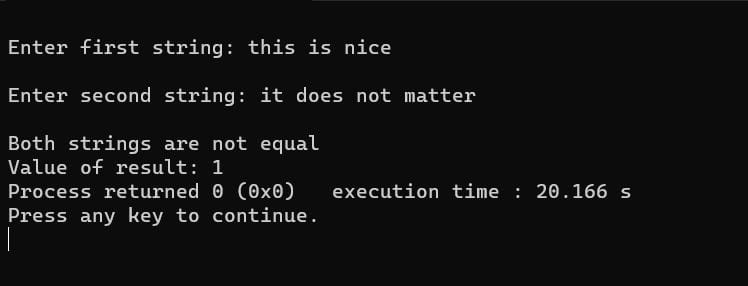 Enter first string: this is nice
Enter second string: it does not matter
Both strings are not equal
Value of result: 1
Process returned 0 (0x0)   execution time : 20.166 s
Press any key to continue.